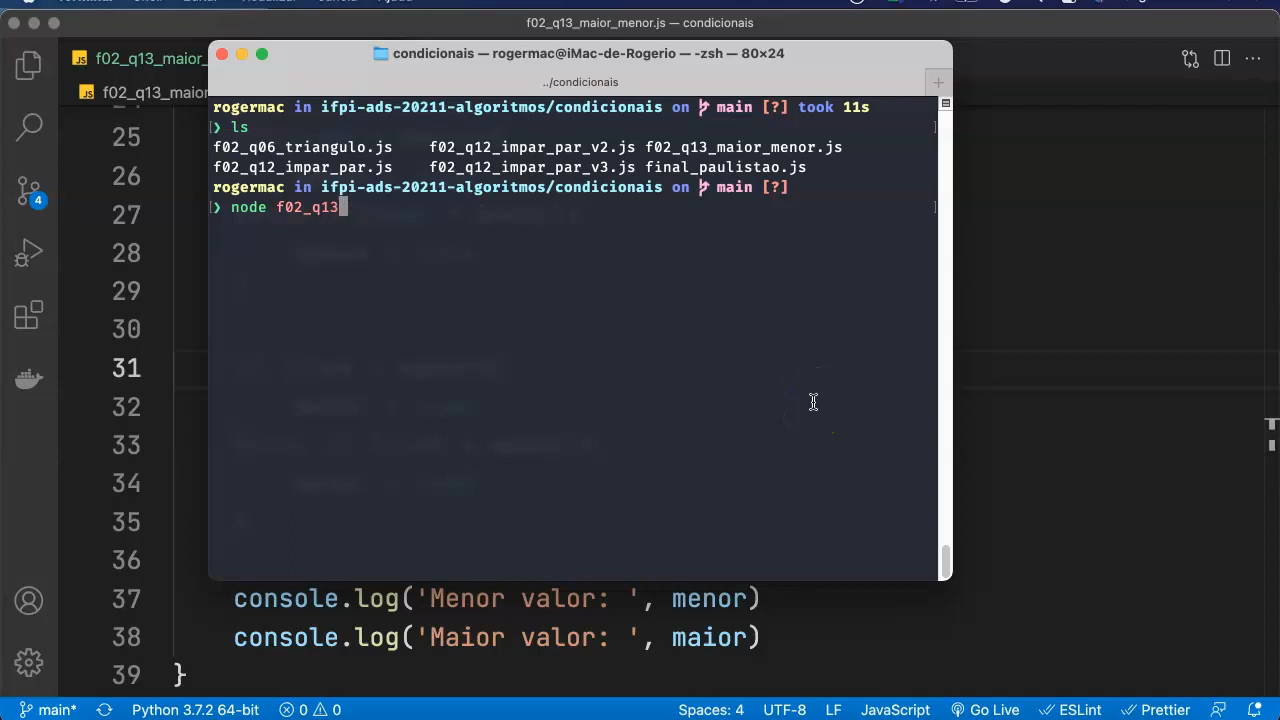 f02_q13_maior_menor.js — condicionais
f02_q13_maior_
f02_q13_maior
condicionais — rogermac@iMac-de-Rogerio — -zsh — 80×24
../condicionais
rogermac in ifpi-ads-20211-algoritmos/condicionais on main [?] took 11s
❯ ls
f02_q06_triangulo.js f02_q12_impar_par_v2.js f02_q13_maior_menor.js
f02_q12_impar_par.js f02_q12_impar_par_v3.js final_paulistao.js
rogermac in ifpi-ads-20211-algoritmos/condicionais on main [?]
❯ node f02_q13
25
26
27
28
29
30
31
32
33
34
35
36
37 console.log('Menor valor: ', menor)
38 console.log('Maior valor: ', maior)
39 }
4
main* Python 3.7.2 64-bit 0 0 Spaces: 4 UTF-8 LF JavaScript Go Live ESLint Prettier